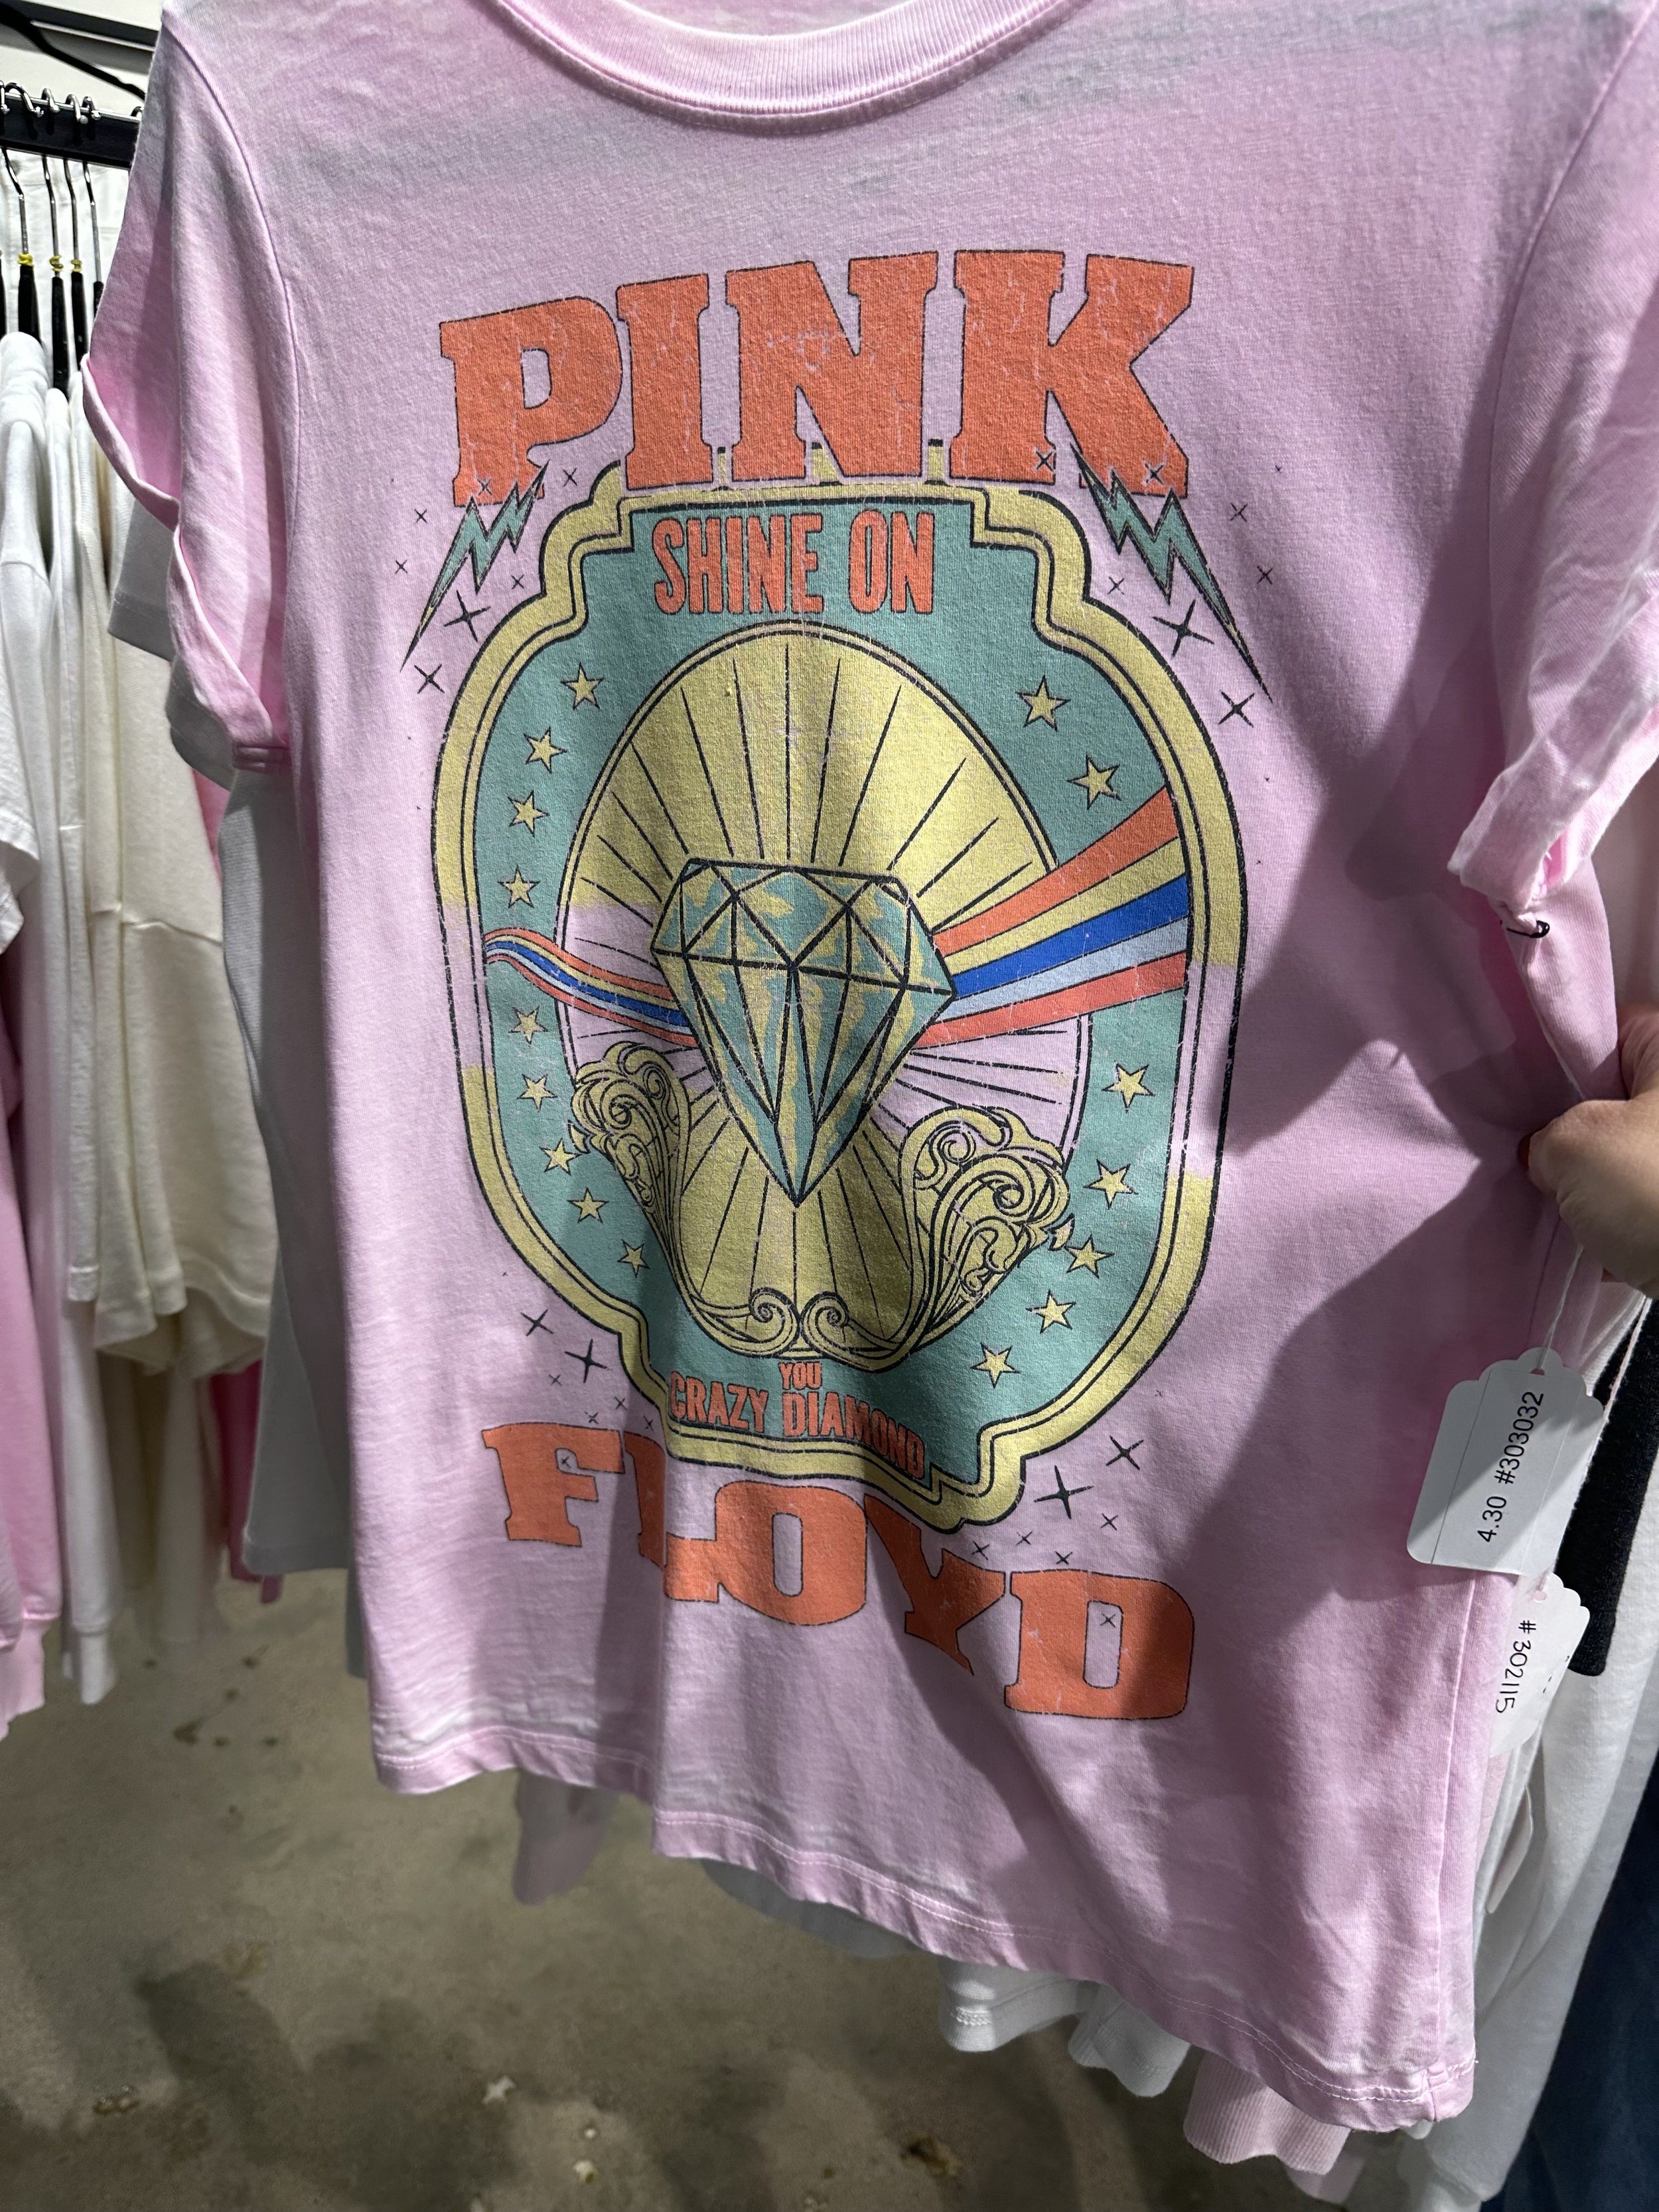 PINK
SHINE ON
YOU
CRAZY DIAMOND
FLOYD
4.30 #303032
#302115